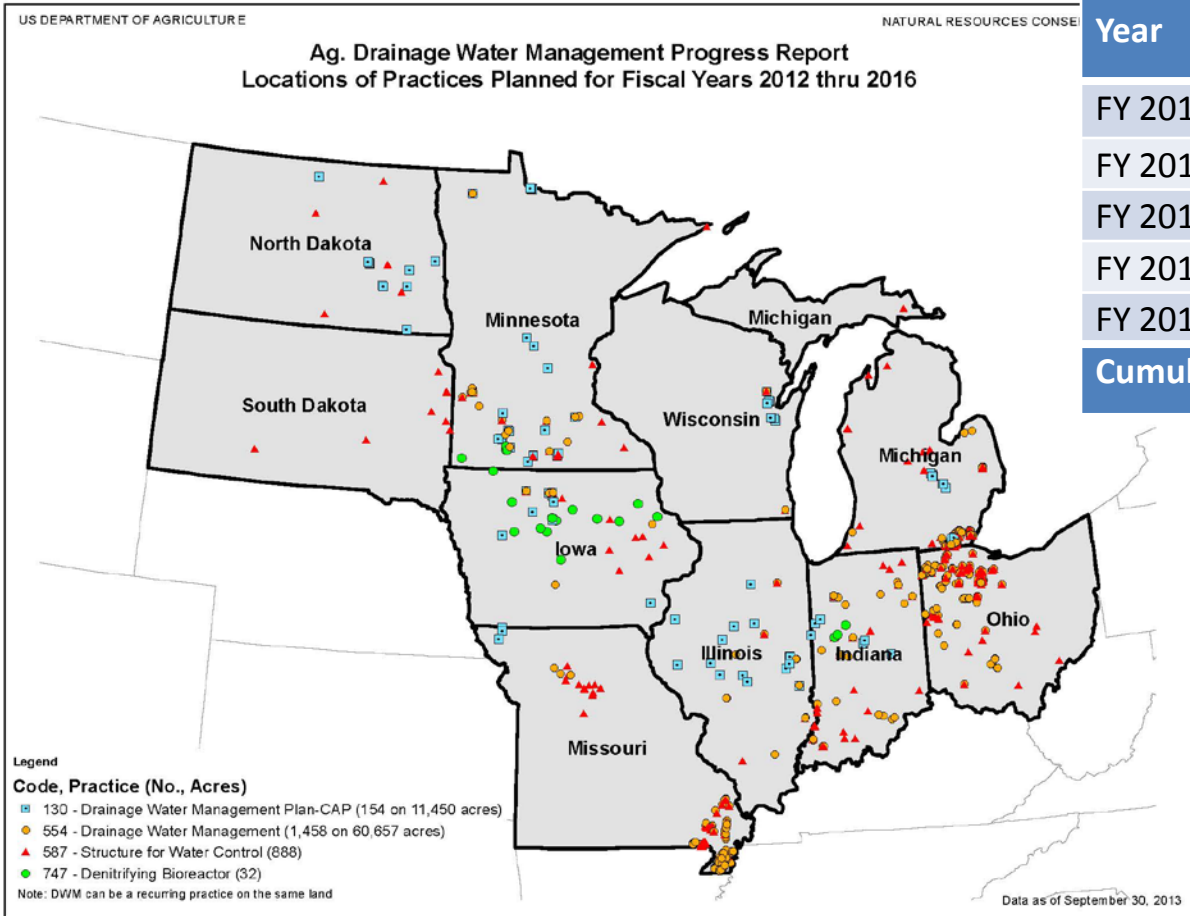 US DEPARTMENT OF AGRICULTURE
NATURAL RESOURCES CONSE
Ag. Drainage Water Management Progress Report
Locations of Practices Planned for Fiscal Years 2012 thru 2016
Year
FY 201
FY 201
FY 201
FY 201
FY 201
Cumul
North Dakota
Minnesota
Michigan
South Dakota
Wisconsin
Michigan
Iowa
Ohio
Illinois
Indiana
Missouri
Legend
Code, Practice (No., Acres)
130 - Drainage Water Management Plan-CAP (154 on 11,450 acres)
554 - Drainage Water Management (1,458 on 60,657 acres)
587 - Structure for Water Control (888)
747 - Denitrifying Bioreactor (32)
Note: DWM can be a recurring practice on the same land
Data as of September 30, 2013